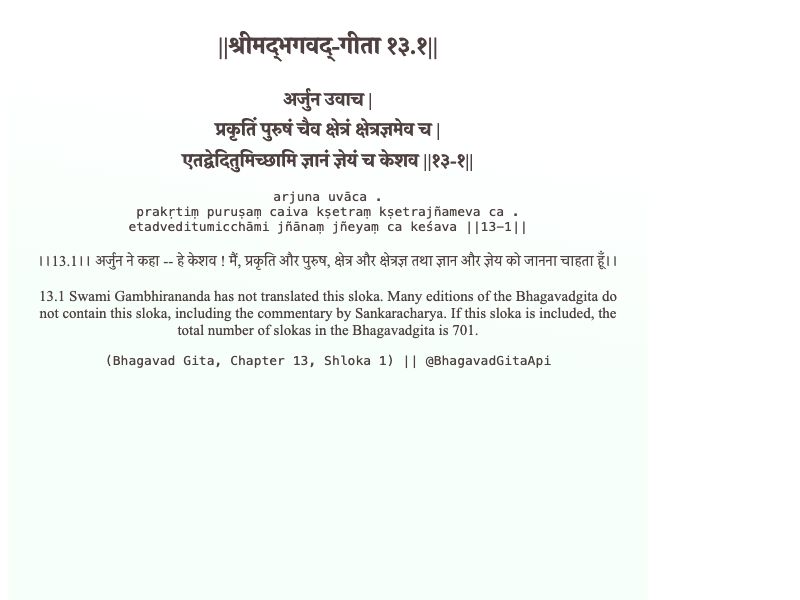 ||श्रीमद्‍भगवद्‍-गीता १३.१||
अर्जुन उवाच |
प्रकृतिं पुरुषं चैव क्षेत्रं क्षेत्रज्ञमेव च |
एतद्वेदितुमिच्छामि ज्ञानं ज्ञेयं च केशव ||१३-१||
arjuna uvāca .
prakṛtiṃ puruṣaṃ caiva kṣetraṃ kṣetrajñameva ca .
etadveditumicchāmi jñānaṃ jñeyaṃ ca keśava ||13-1||
।।13.1।। अर्जुन ने कहा -- हे केशव ! मैं, प्रकृति और पुरुष, क्षेत्र और क्षेत्रज्ञ तथा ज्ञान और ज्ञेय को जानना चाहता हूँ।।
13.1 Swami Gambhirananda has not translated this sloka. Many editions of the Bhagavadgita do
not contain this sloka, including the commentary by Sankaracharya. If this sloka is included, the
total number of slokas in the Bhagavadgita is 701.
(Bhagavad Gita, Chapter 13, Shloka 1) || @BhagavadGitaApi